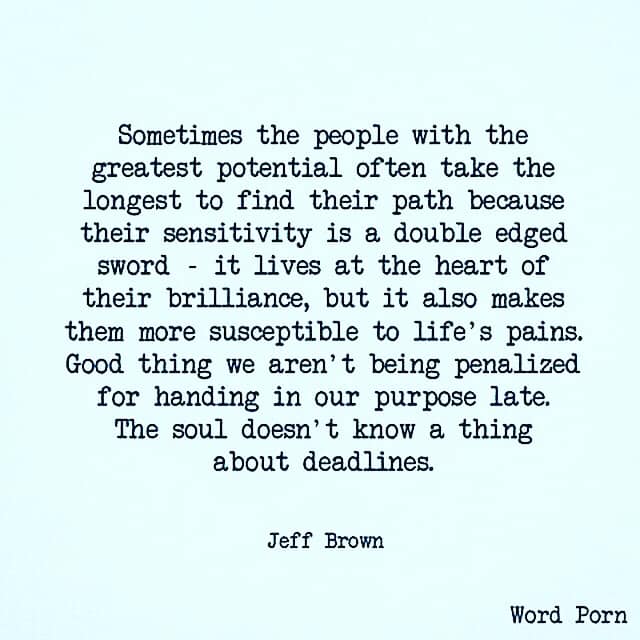 Sometimes the people with the
greatest potential often take the
longest to find their path because
their sensitivity is a double edged
sword - it lives at the heart of
their brilliance, but it also makes
them more susceptible to life's pains.
Good thing we aren't being penalized
for handing in our purpose late.
The soul doesn't know a thing
about deadlines.
Jeff Brown
Word Porn